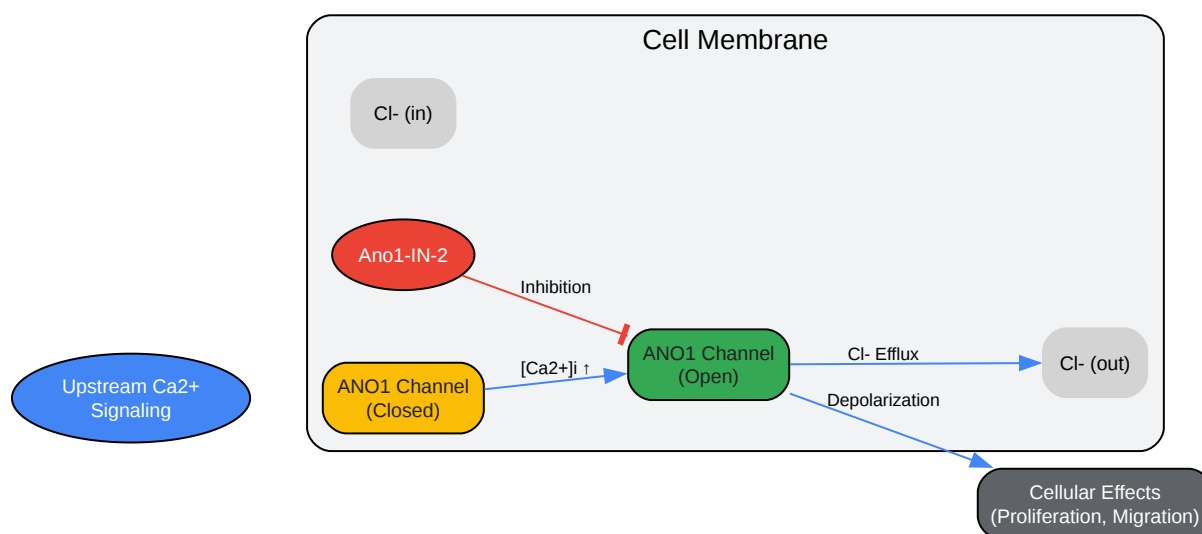 Cell Membrane
Cl- (in)
Ano1-IN-2
Inhibition
Upstream Ca2+
Signaling
ANO1 Channel
(Closed)
[Ca2+]i ↑
ANO1 Channel
(Open)
Cl- Efflux
Cl- (out)
Depolarization
Cellular Effects
(Proliferation, Migration)